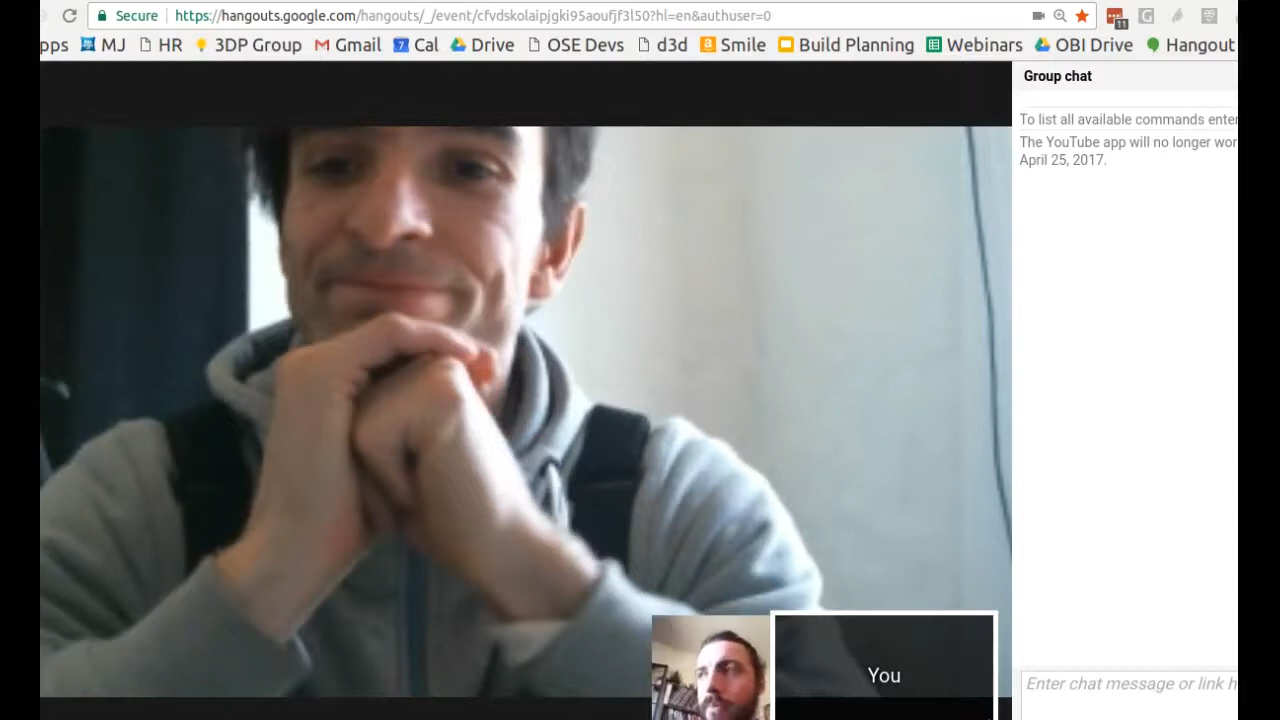 Secure https://hangouts.google.com/hangouts/_/event/cfvdskolaipjgki95aoufjf3l50?hl=en&authuser=0
11
pps MJ HR 3DP Group Gmail 7 Cal Drive OSE Devs d3d Smile Build Planning Webinars OBI Drive Hangout
Group chat
To list all available commands enter
The YouTube app will no longer wor
April 25, 2017.
You
Enter chat message or link h